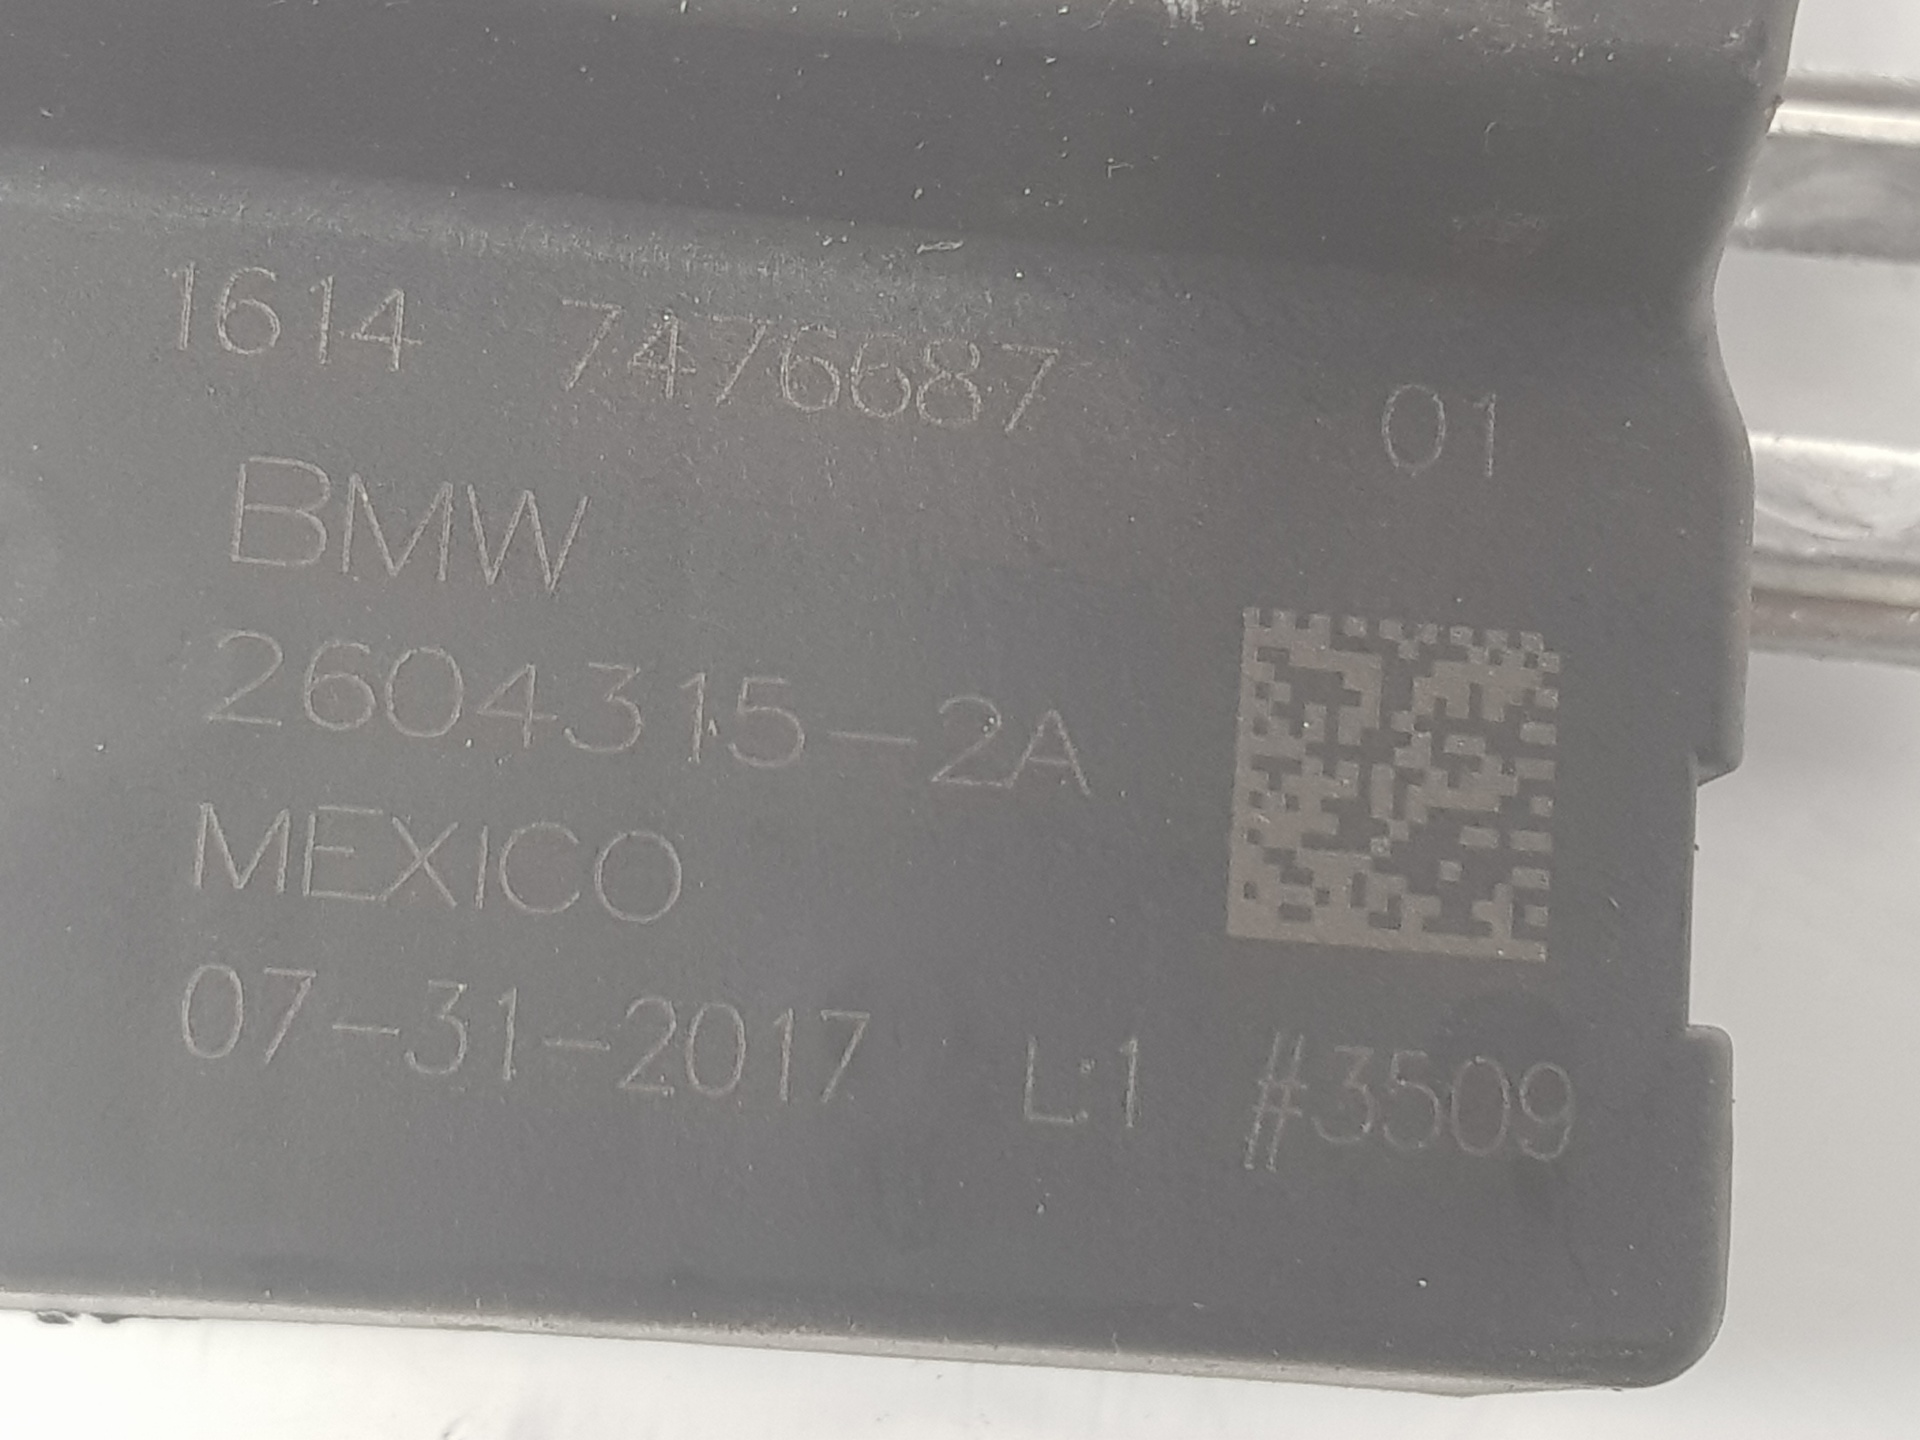 1614 7476687 01
BMW
2604315-2A
MEXICO
07-31-2017 L:1 #3509